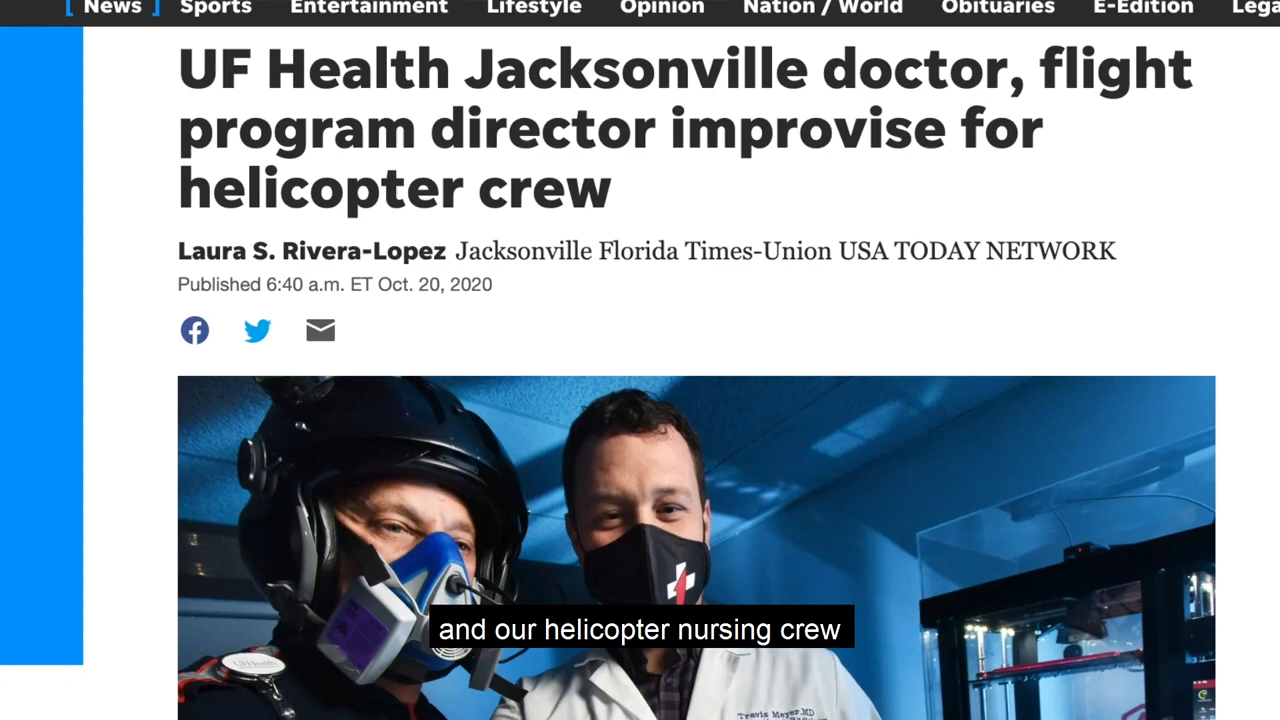 [ News ] Sports Entertainment Lifestyle Opinion Nation / World Obituaries E-Edition Lega
UF Health Jacksonville doctor, flight
program director improvise for
helicopter crew
Laura S. Rivera-Lopez Jacksonville Florida Times-Union USA TODAY NETWORK
Published 6:40 a.m. ET Oct. 20, 2020
and our helicopter nursing crew
UFHealth
Travis Meyer, MD